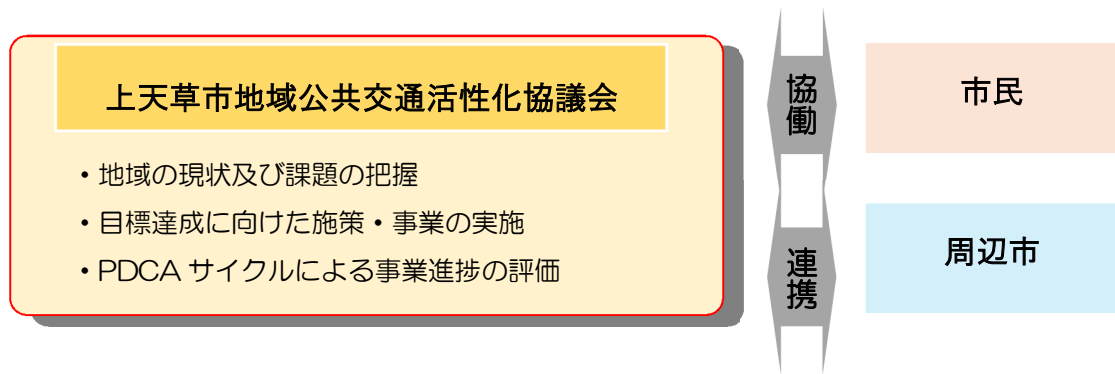 上天草市地域公共交通活性化協議会
・地域の現状及び課題の把握
・目標達成に向けた施策・事業の実施
・PDCA サイクルによる事業進捗の評価
協働
連携
市民
周辺市